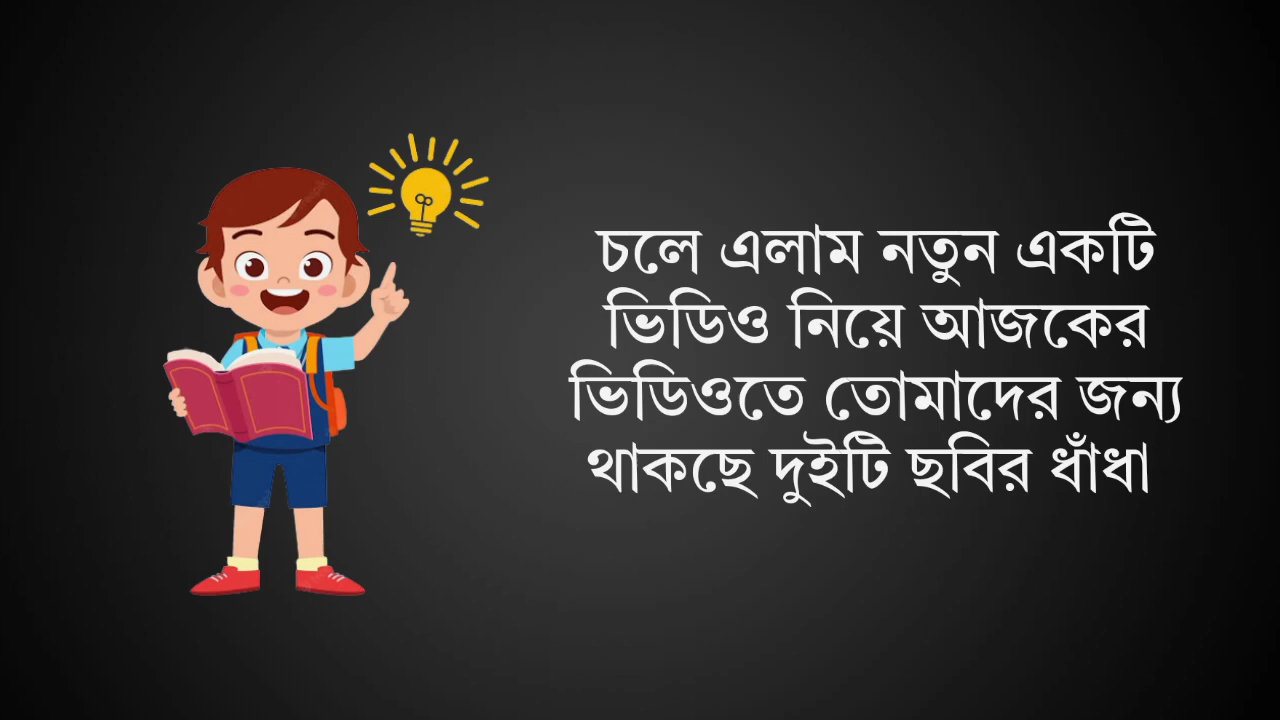 চলে এলাম নতুন একটি
ভিডিও নিয়ে আজকের
ভিডিওতে তোমাদের জন্য
থাকছে দুইটি ছবির ধাঁধা